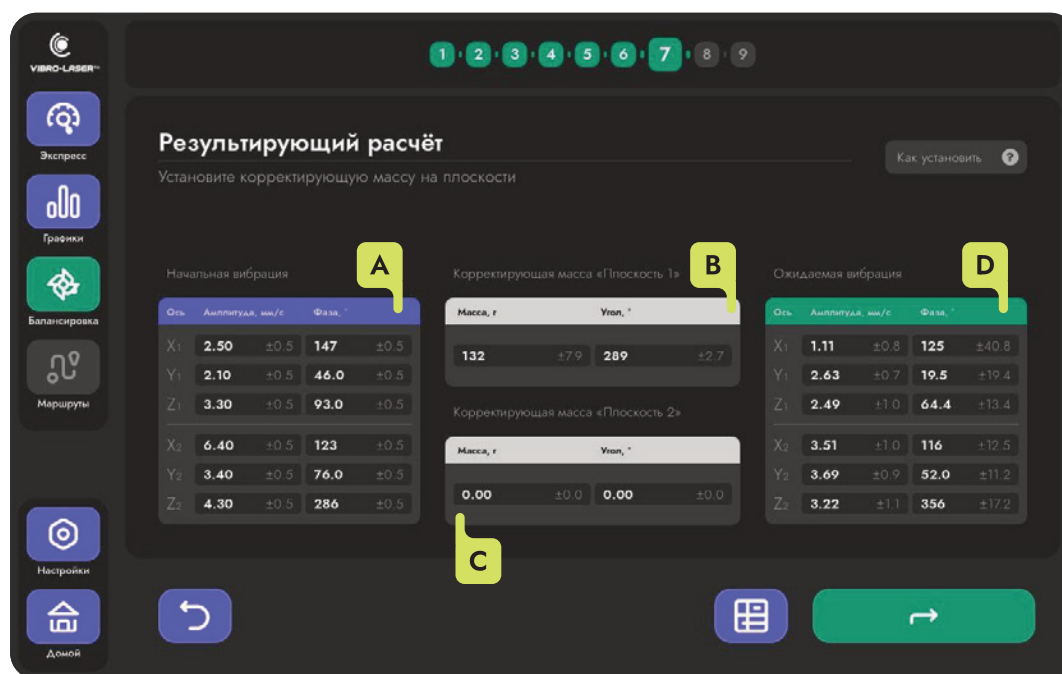 VIBRO-LASER™
1 2 3 4 5 6 7 8 9
Экспресс
Графики
Балансировка
Маршруты
Настройки
Домой
Результирующий расчёт
Установите корректирующую массу на плоскости
Как установить ?
Начальная вибрация
A
Ось Амплитуда, мм/с Фаза, °
X1 2.50 ±0.5 147 ±0.5
Y1 2.10 ±0.5 46.0 ±0.5
Z1 3.30 ±0.5 93.0 ±0.5
X2 6.40 ±0.5 123 ±0.5
Y2 3.40 ±0.5 76.0 ±0.5
Z2 4.30 ±0.5 286 ±0.5
Корректирующая масса «Плоскость 1»
B
Масса, г Угол, °
132 ±7.9 289 ±2.7
Корректирующая масса «Плоскость 2»
Масса, г Угол, °
0.00 ±0.0 0.00 ±0.0
C
Ожидаемая вибрация
D
Ось Амплитуда, мм/с Фаза, °
X1 1.11 ±0.8 125 ±40.8
Y1 2.63 ±0.7 19.5 ±19.4
Z1 2.49 ±1.0 64.4 ±13.4
X2 3.51 ±1.0 116 ±12.5
Y2 3.69 ±0.9 52.0 ±11.2
Z2 3.22 ±1.1 356 ±17.2